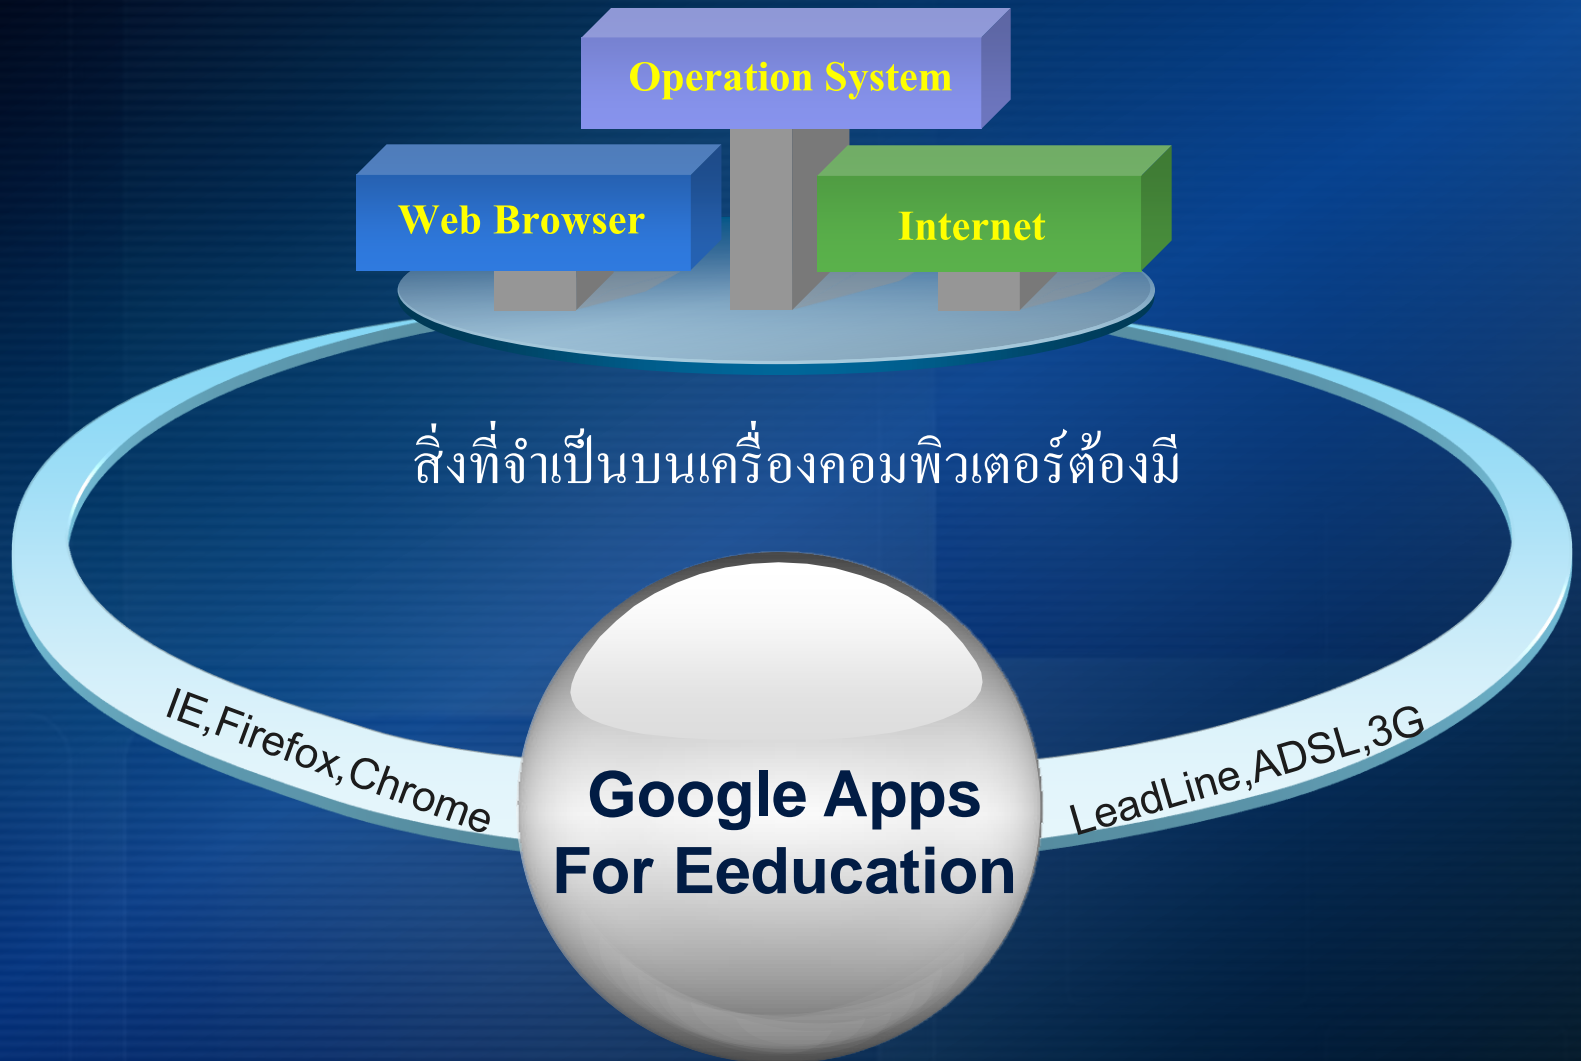 Operation System
Web Browser
Internet
สิ่งที่จำเป็นบนเครื่องคอมพิวเตอร์ต้องมี
IE,Firefox,Chrome
LeadLine,ADSL,3G
Google Apps
For Eeducation